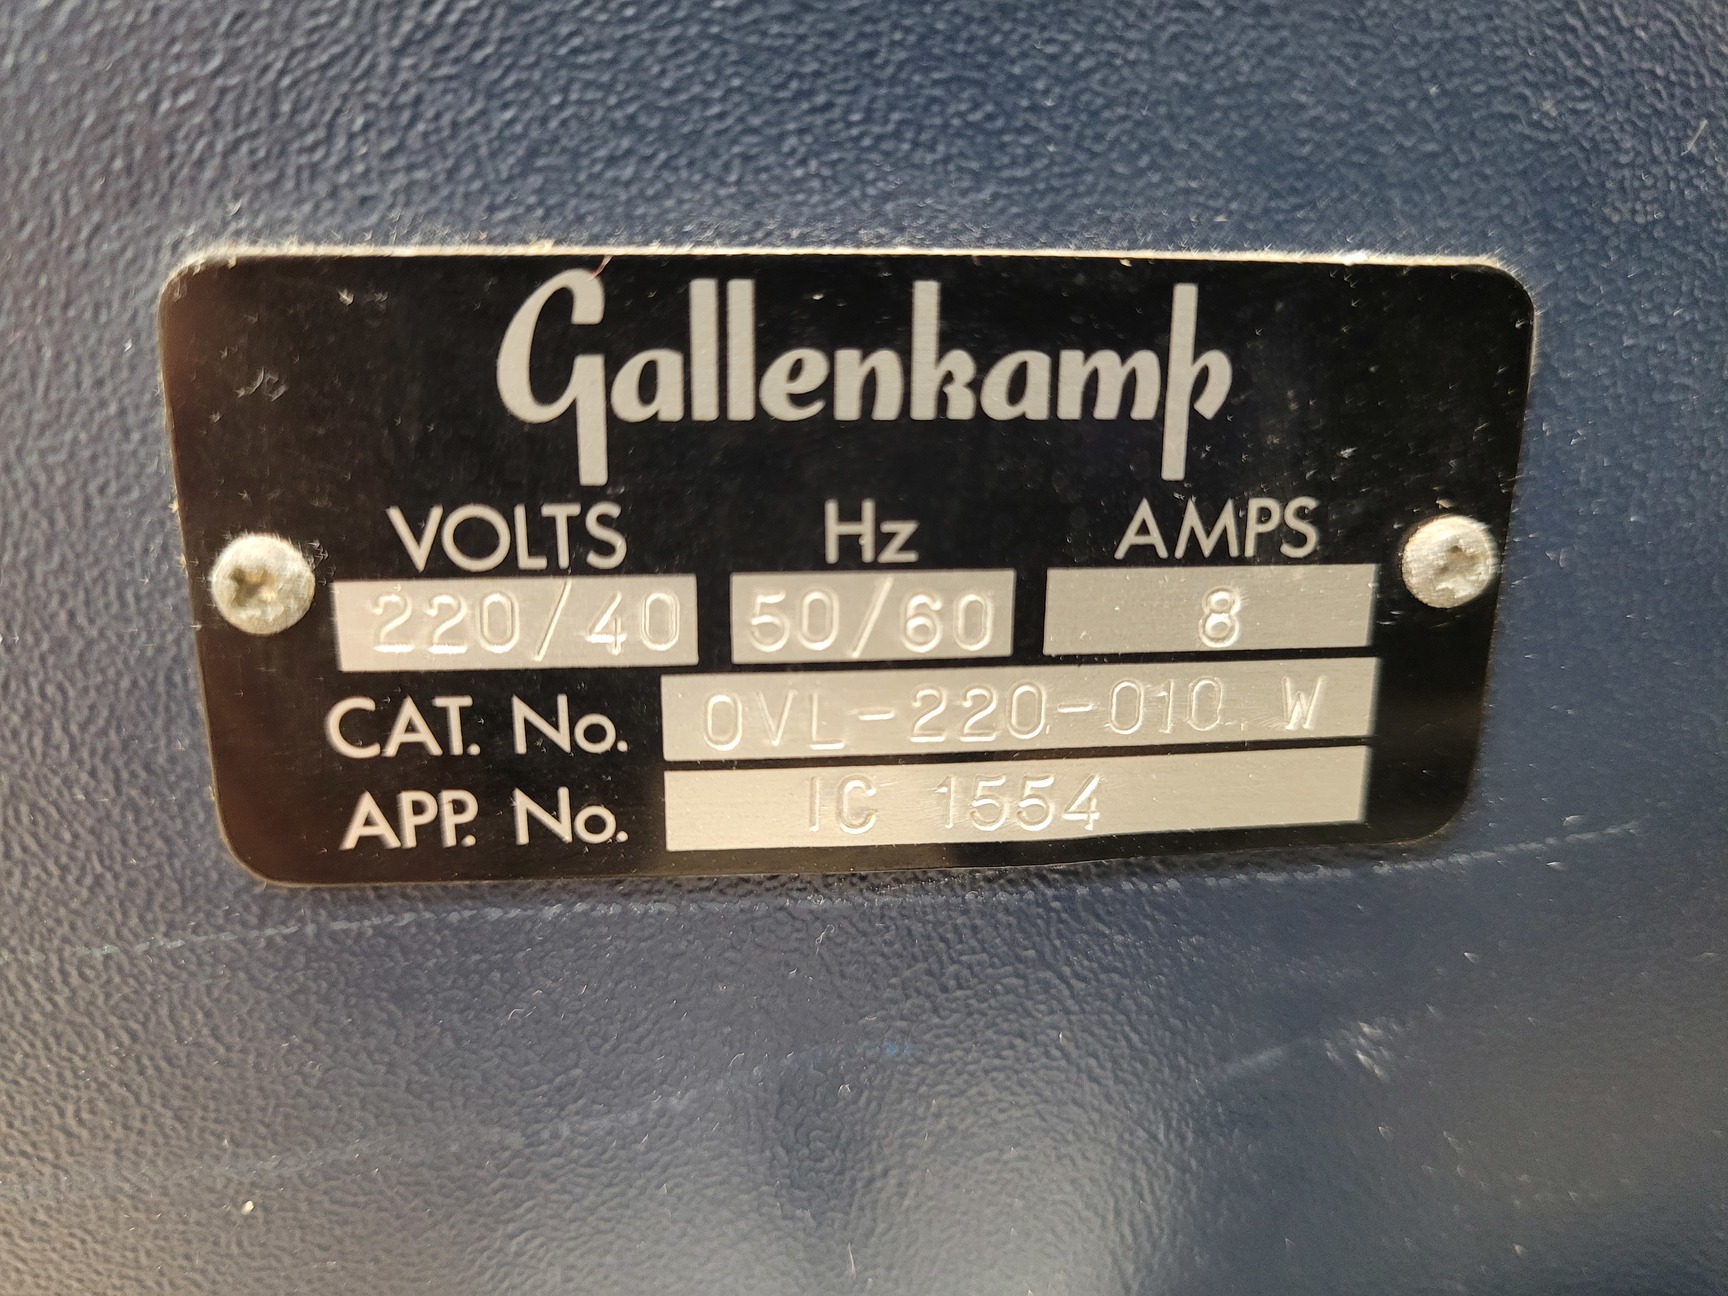 Gallenkamp
VOLTS Hz AMPS
220/40 50/60 8
CAT. No. OVL-220-010 W
APP. No. IC 1554